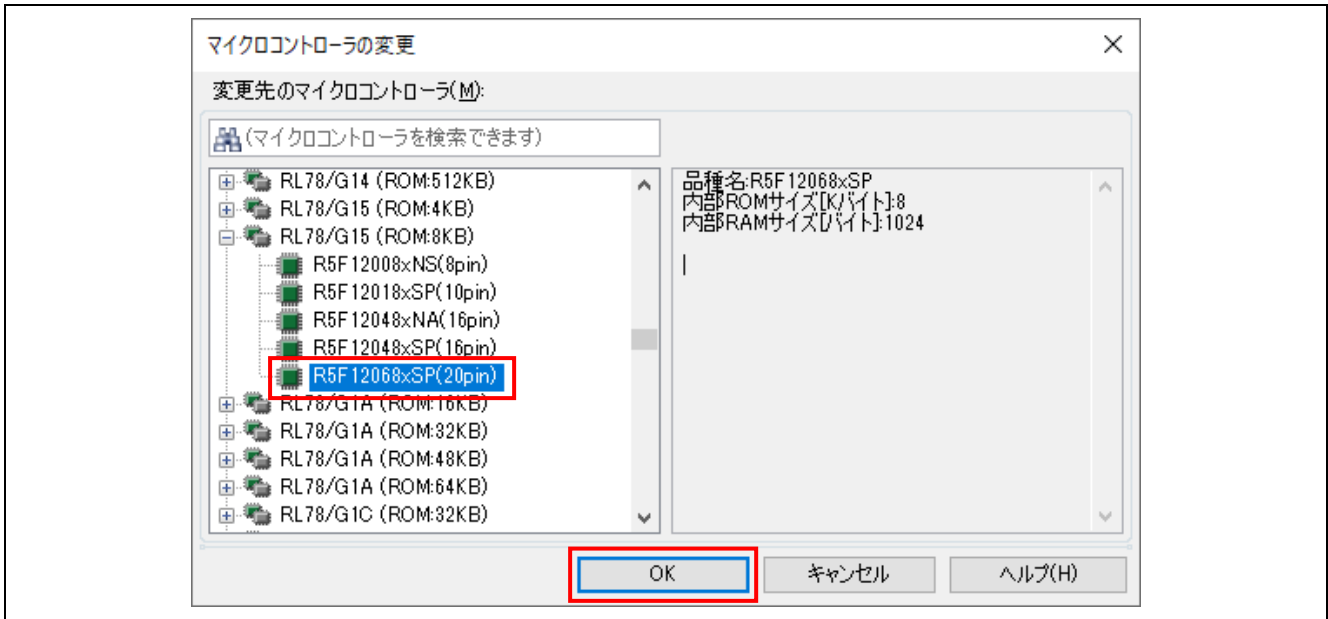 マイクロコントローラの変更
変更先のマイクロコントローラ(M):
(マイクロコントローラを検索できます)
RL78/G14 (ROM:512KB)
RL78/G15 (ROM:4KB)
RL78/G15 (ROM:8KB)
R5F12008xNS(8pin)
R5F12018xSP(10pin)
R5F12048xNA(16pin)
R5F12048xSP(16pin)
R5F12068xSP(20pin)
RL78/G1A (ROM:16KB)
RL78/G1A (ROM:32KB)
RL78/G1A (ROM:48KB)
RL78/G1A (ROM:64KB)
RL78/G1C (ROM:32KB)
品種名:R5F12068xSP
内部ROMサイズ[Kバイト]:8
内部RAMサイズ[バイト]:1024
OK
キャンセル
ヘルプ(H)